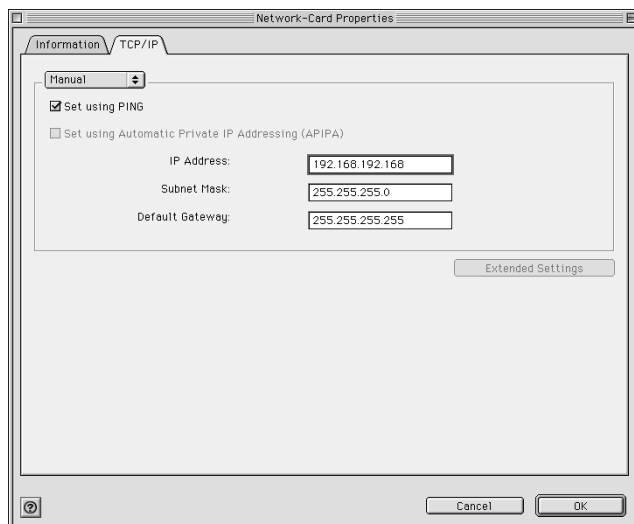 Network-Card Properties
Information TCP/IP
Manual
Set using PING
Set using Automatic Private IP Addressing (APIPA)
IP Address: 192.168.192.168
Subnet Mask: 255.255.255.0
Default Gateway: 255.255.255.255
Extended Settings
? Cancel OK